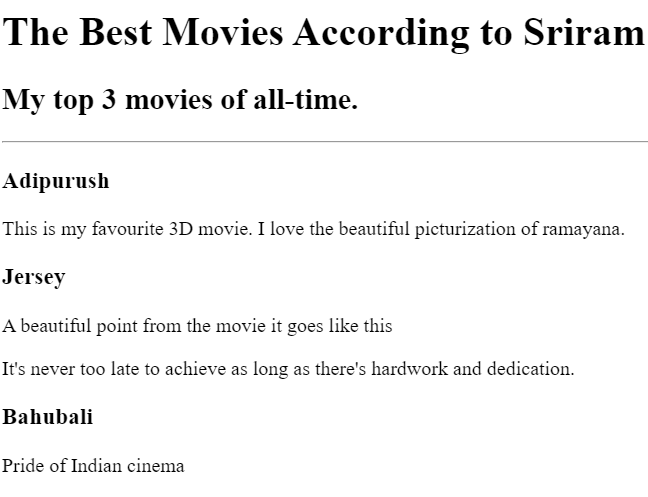 The Best Movies According to Sriram
My top 3 movies of all-time.
Adipurush
This is my favourite 3D movie. I love the beautiful picturization of ramayana.
Jersey
A beautiful point from the movie it goes like this
It's never too late to achieve as long as there's hardwork and dedication.
Bahubali
Pride of Indian cinema